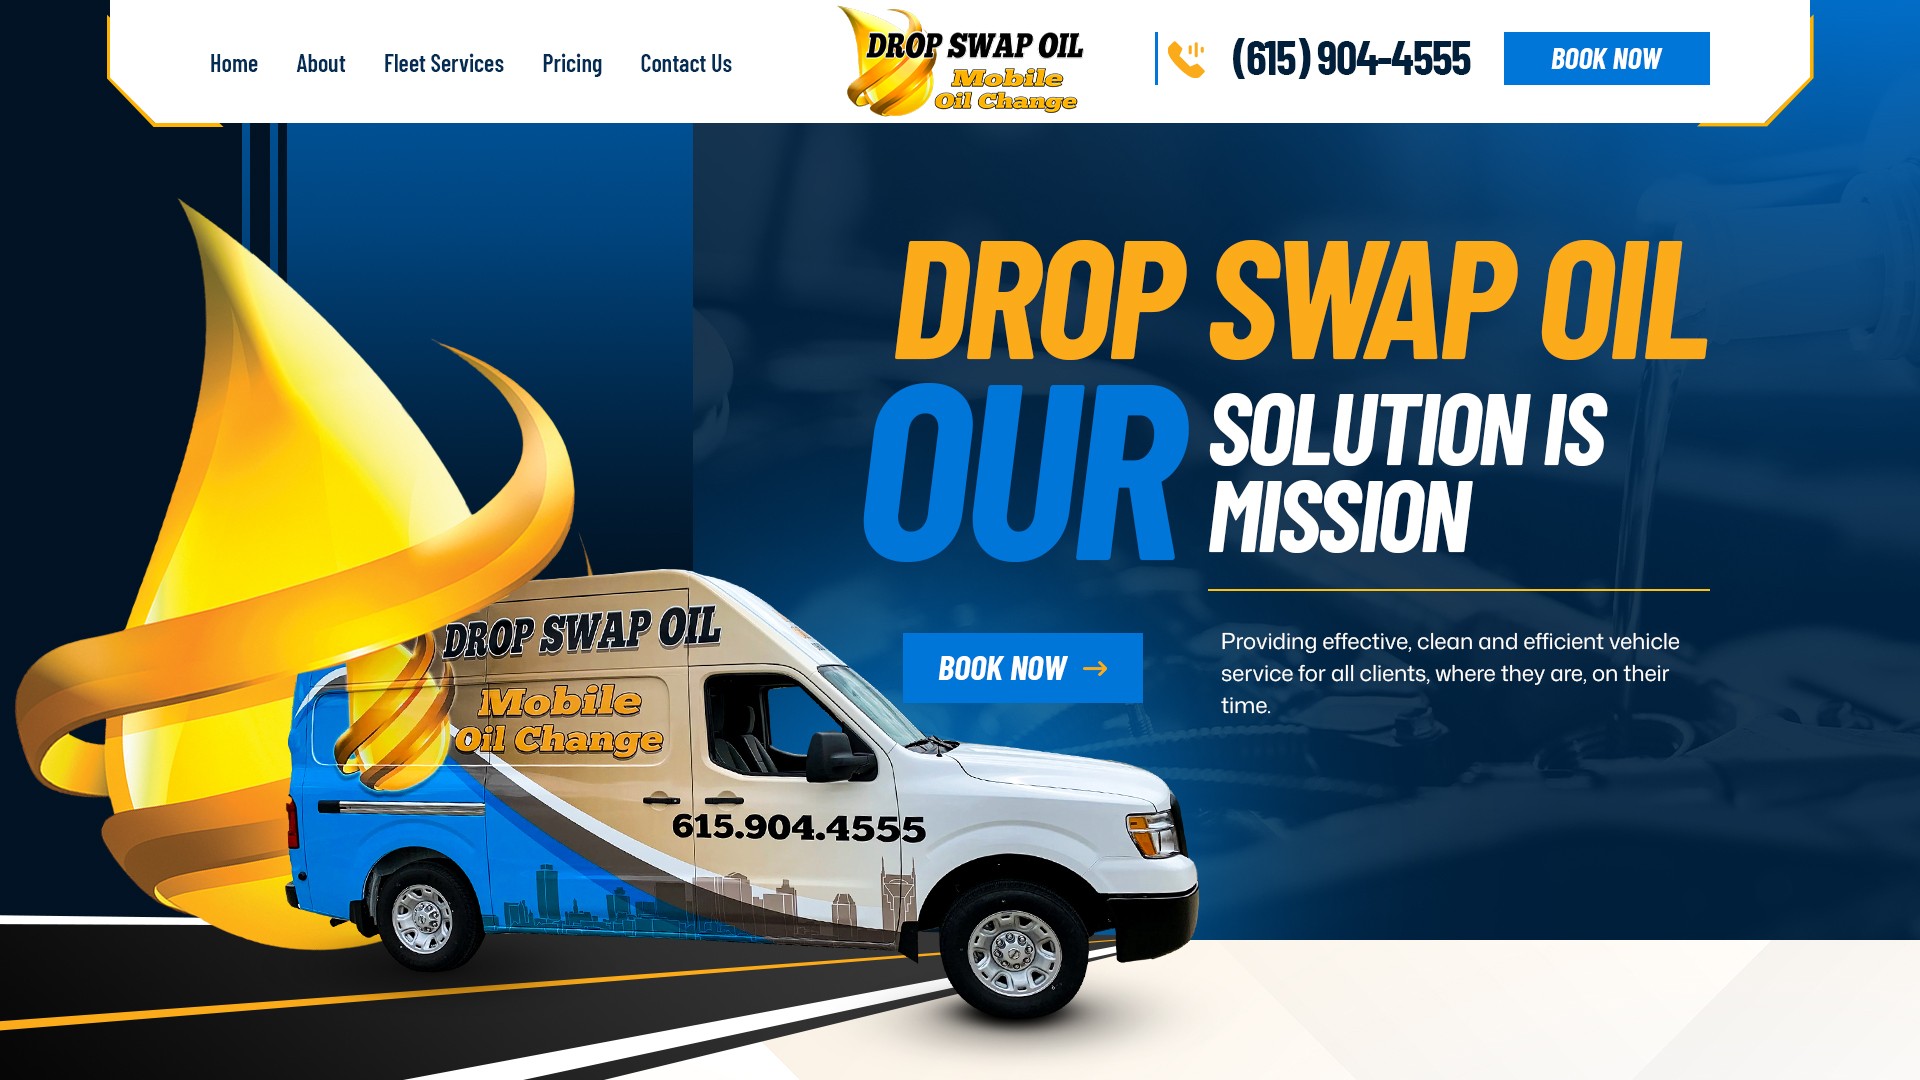 Home About Fleet Services Pricing Contact Us
DROP SWAP OIL
Mobile
Oil Change
(615) 904-4555
BOOK NOW
DROP SWAP OIL
OUR
SOLUTION IS
MISSION
BOOK NOW
Providing effective, clean and efficient vehicle
service for all clients, where they are, on their
time.
DROP SWAP OIL
Mobile
Oil Change
615.904.4555